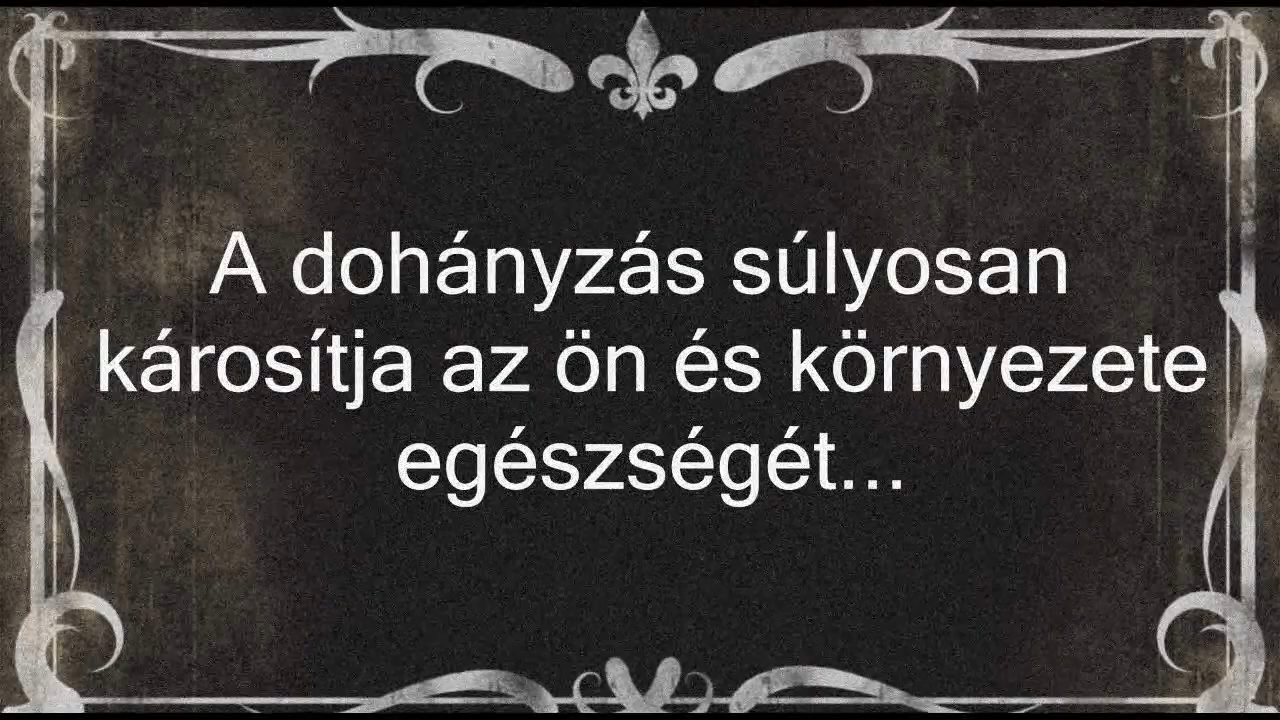 A dohányzás súlyosan
károsítja az ön és környezete
egészségét...